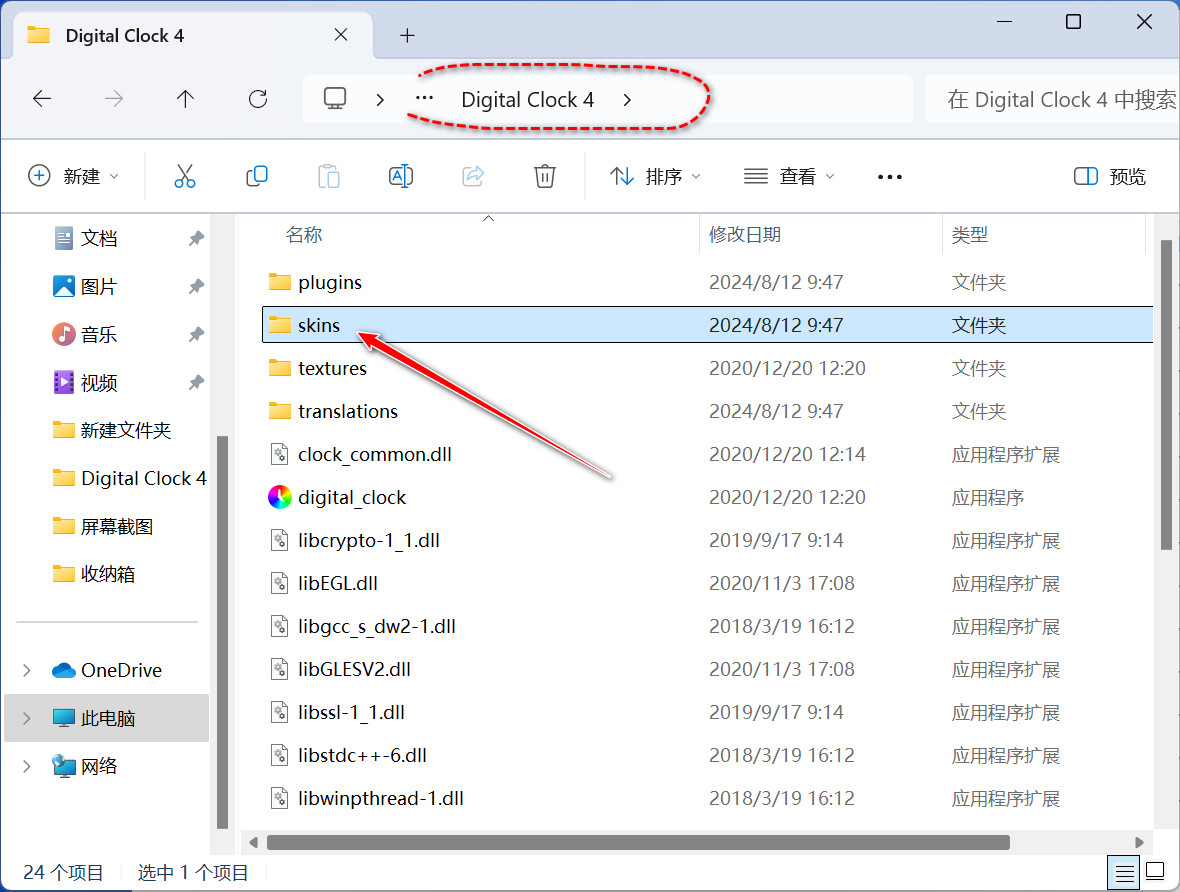 Digital Clock 4
Digital Clock 4
在 Digital Clock 4 中搜索
新建
排序
查看
预览
文档
图片
音乐
视频
新建文件夹
Digital Clock 4
屏幕截图
收纳箱
OneDrive
此电脑
网络
名称 修改日期 类型
plugins 2024/8/12 9:47 文件夹
skins 2024/8/12 9:47 文件夹
textures 2020/12/20 12:20 文件夹
translations 2024/8/12 9:47 文件夹
clock_common.dll 2020/12/20 12:14 应用程序扩展
digital_clock 2020/12/20 12:20 应用程序
libcrypto-1_1.dll 2019/9/17 9:14 应用程序扩展
libEGL.dll 2020/11/3 17:08 应用程序扩展
libgcc_s_dw2-1.dll 2018/3/19 16:12 应用程序扩展
libGLESV2.dll 2020/11/3 17:08 应用程序扩展
libssl-1_1.dll 2019/9/17 9:14 应用程序扩展
libstdc++-6.dll 2018/3/19 16:12 应用程序扩展
libwinpthread-1.dll 2018/3/19 16:12 应用程序扩展
24 个项目 选中 1 个项目